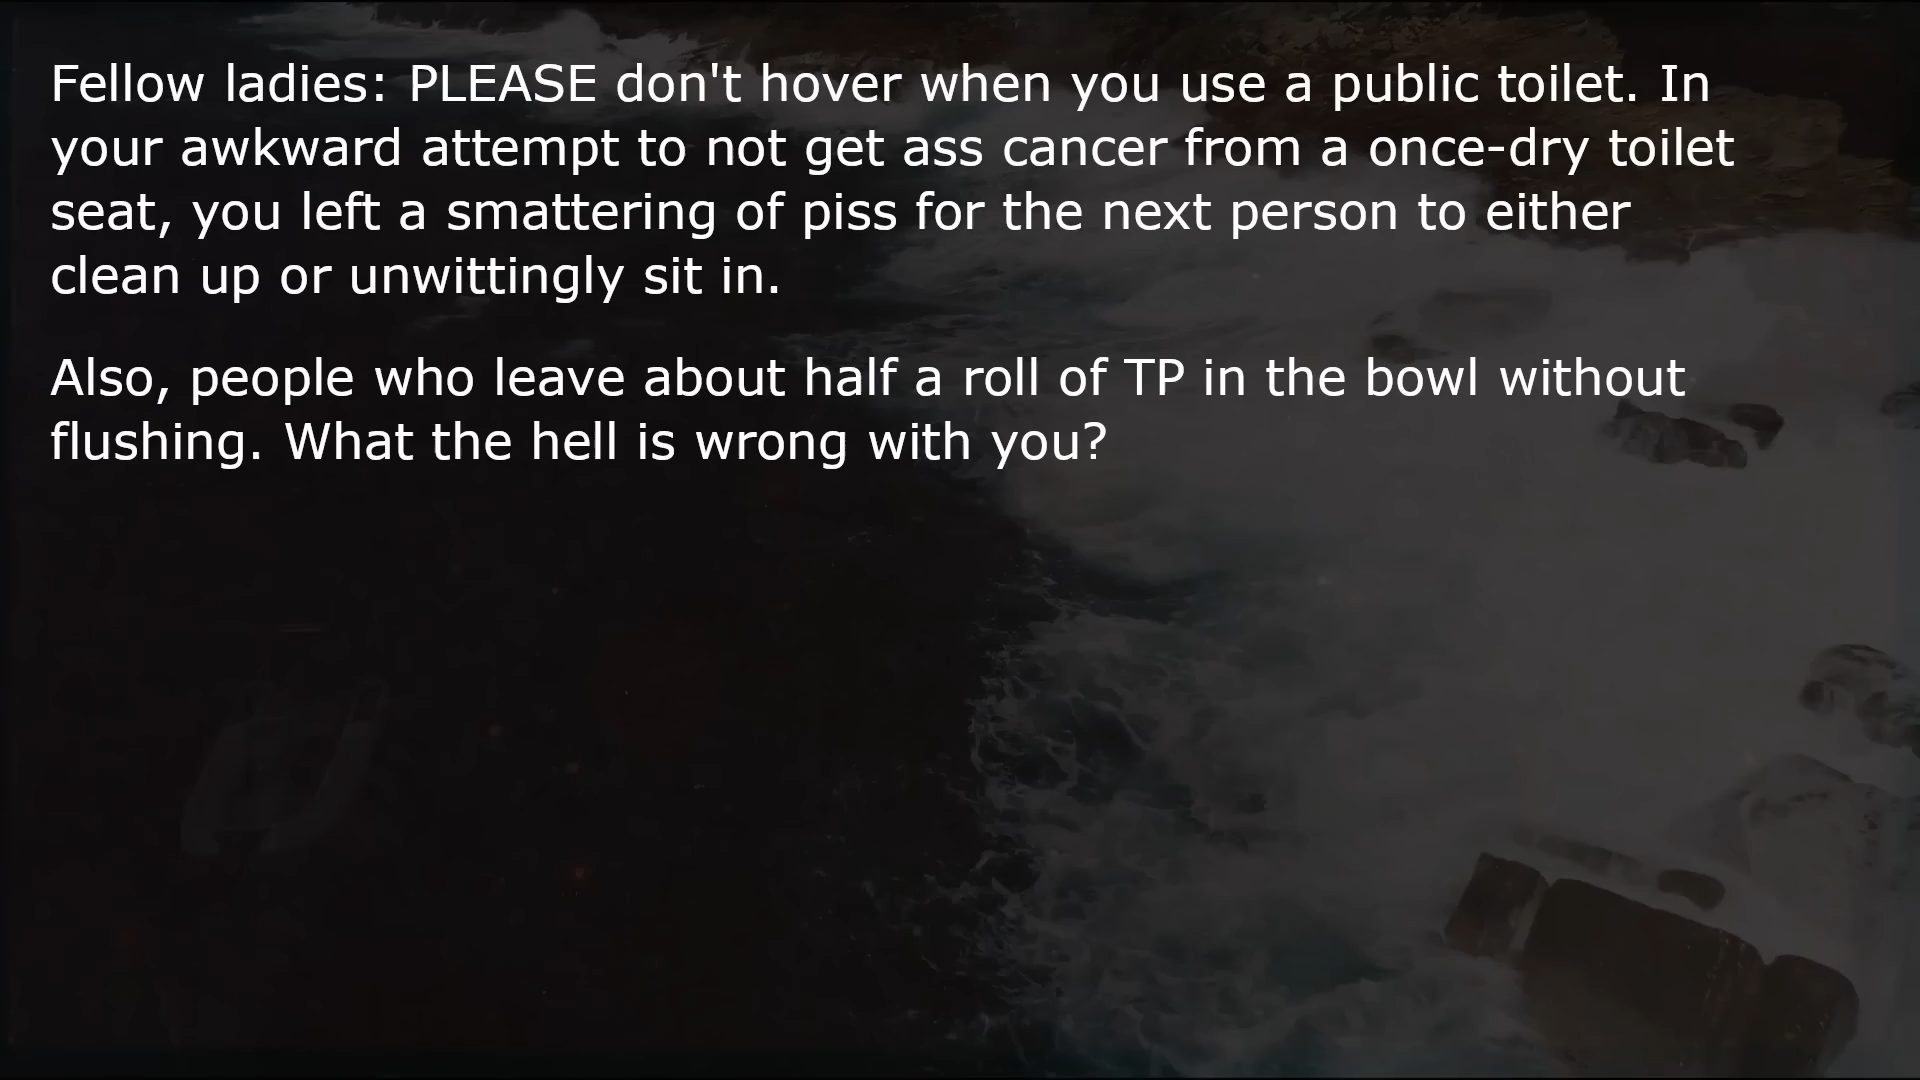 Fellow ladies: PLEASE don't hover when you use a public toilet. In
your awkward attempt to not get ass cancer from a once-dry toilet
seat, you left a smattering of piss for the next person to either
clean up or unwittingly sit in.
Also, people who leave about half a roll of TP in the bowl without
flushing. What the hell is wrong with you?